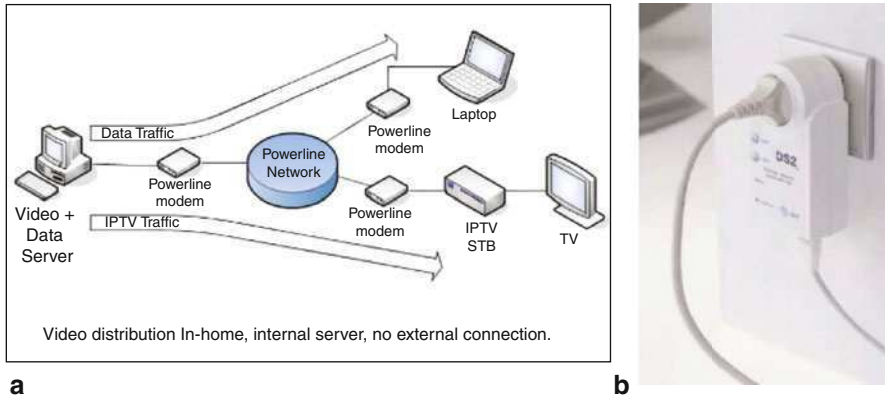 Data Traffic
Laptop
Powerline
modem
Powerline
Network
Powerline
modem
Video +
Data
Server
IPTV Traffic
Powerline
modem
IPTV
STB
TV
Video distribution In-home, internal server, no external connection.
a
b
DS2